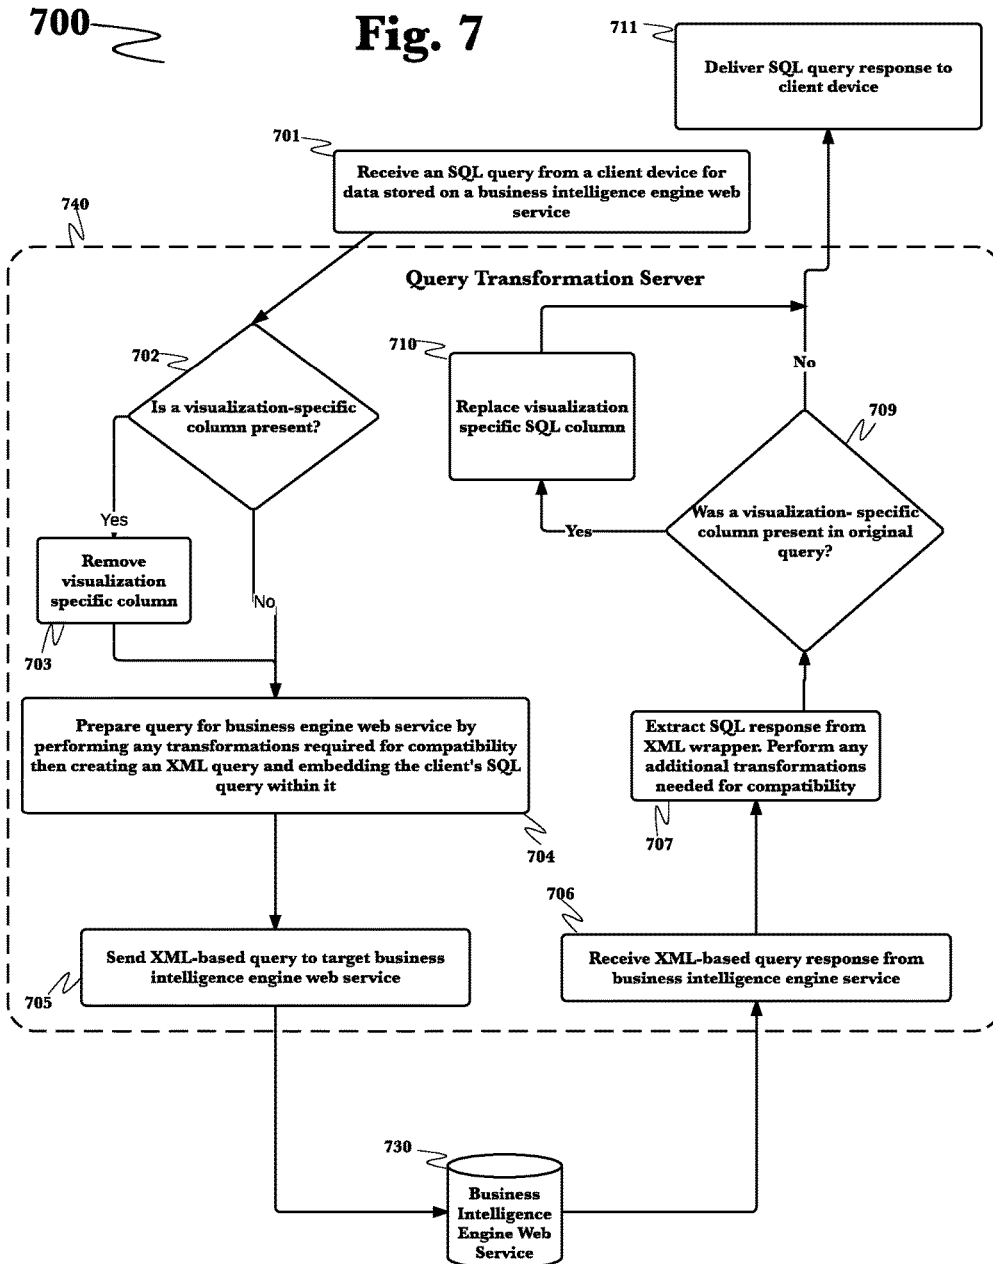 700
Fig. 7
711
Deliver SQL query response to
client device
701
Receive an SQL query from a client device for
data stored on a business intelligence engine web
service
740
Query Transformation Server
702
Is a visualization-specific
column present?
Yes
No
Remove
visualization
specific column
703
710
Replace visualization
specific SQL column
No
709
Was a visualization- specific
column present in original
query?
Yes
Prepare query for business engine web service by
performing any transformations required for compatibility
then creating an XML query and embedding the client's SQL
query within it
704
Extract SQL response from
XML wrapper. Perform any
additional transformations
needed for compatibility
707
Send XML-based query to target business
intelligence engine web service
705
706
Receive XML-based query response from
business intelligence engine service
730
Business
Intelligence
Engine Web
Service